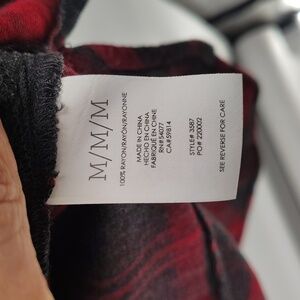 M/M/M
100% RAYON/RAYÓN/RAYONNE
MADE IN CHINA
HECHO EN CHINA
FABRIQUÉ EN CHINE
RN#54077
CA#59814
STYLE# 3587
PO# 220002
SEE REVERSE FOR CARE